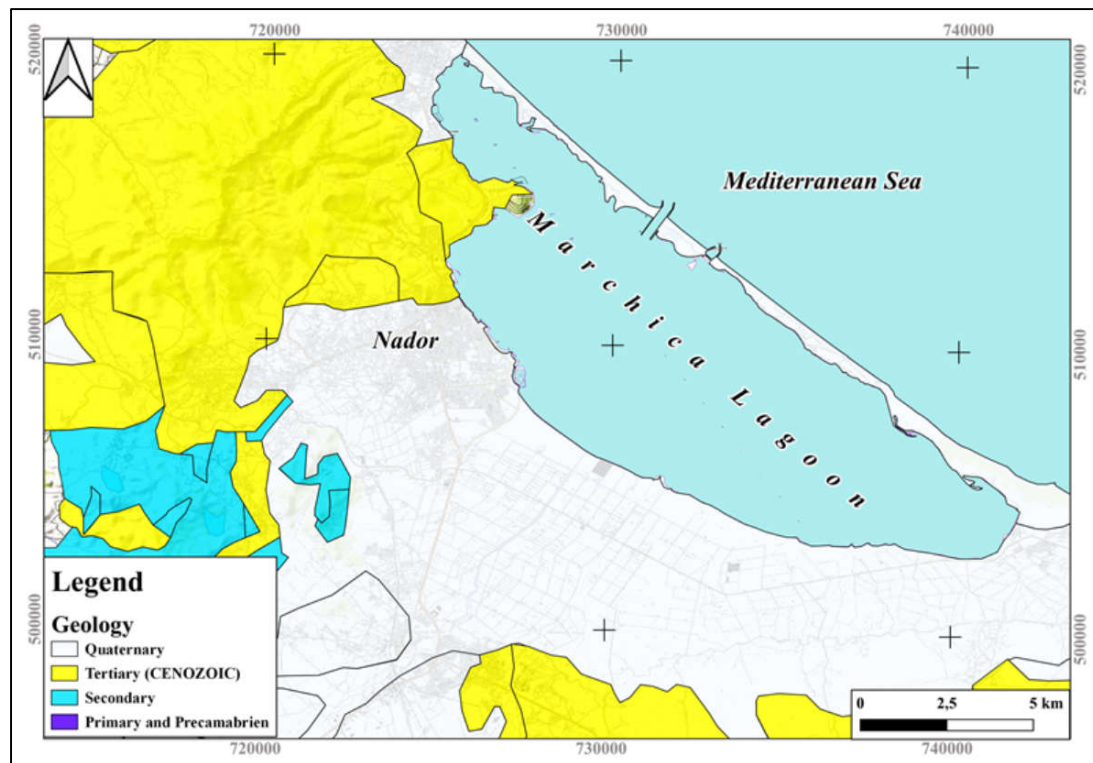 720000
730000
740000
520000
520000
Mediterranean Sea
Marchica Lagoon
510000
Nador
510000
Legend
Geology
Quaternary
Tertiary (CENOZOIC)
Secondary
Primary and Precamabrien
500000
500000
0 2,5 5 km
720000
730000
740000